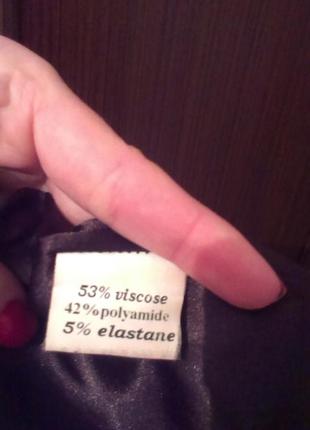 53% viscose
42%polyamide
5% elastane